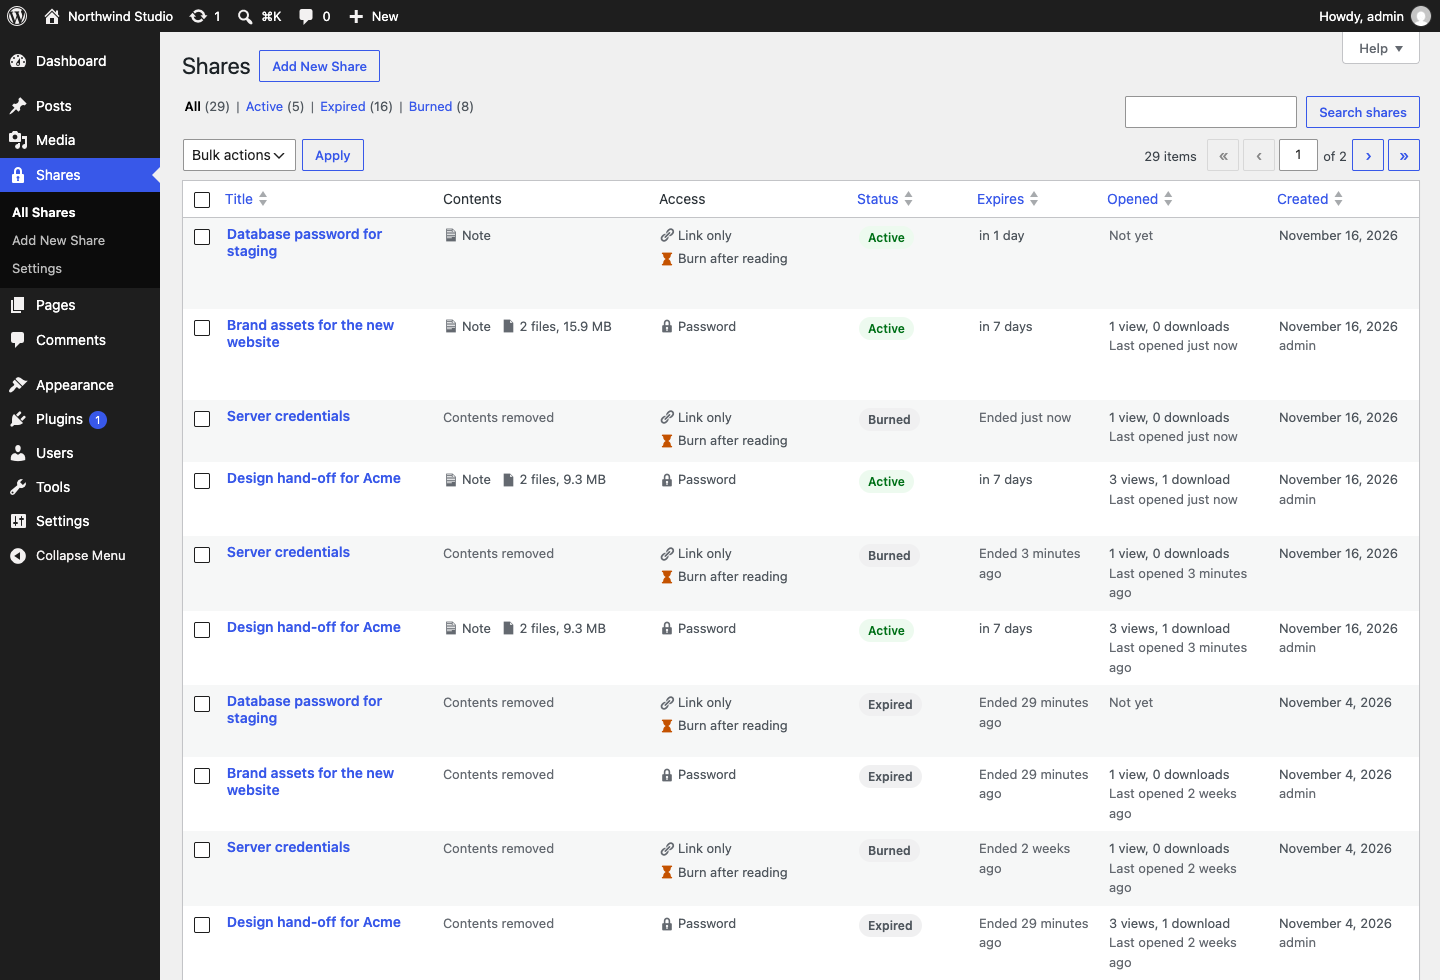 Northwind Studio 1 ⌘K 0 New Howdy, admin
Dashboard
Posts
Media
Shares
All Shares
Add New Share
Settings
Pages
Comments
Appearance
Plugins 1
Users
Tools
Settings
Collapse Menu
Help
Shares Add New Share
All (29) | Active (5) | Expired (16) | Burned (8)
Search shares
Bulk actions Apply
29 items « ‹ 1 of 2 › »
Title Contents Access Status Expires Opened Created
Database password for Note Link only Active in 1 day Not yet November 16, 2026
staging Burn after reading
Brand assets for the new Note 2 files, 15.9 MB Password Active in 7 days 1 view, 0 downloads November 16, 2026
website Last opened just now admin
Server credentials Contents removed Link only Burned Ended just now 1 view, 0 downloads November 16, 2026
Burn after reading Last opened just now
Design hand-off for Acme Note 2 files, 9.3 MB Password Active in 7 days 3 views, 1 download November 16, 2026
Last opened just now admin
Server credentials Contents removed Link only Burned Ended 3 minutes 1 view, 0 downloads November 16, 2026
Burn after reading ago Last opened 3 minutes
ago
Design hand-off for Acme Note 2 files, 9.3 MB Password Active in 7 days 3 views, 1 download November 16, 2026
Last opened 3 minutes admin
ago
Database password for Contents removed Link only Expired Ended 29 minutes Not yet November 4, 2026
staging Burn after reading ago
Brand assets for the new Contents removed Password Expired Ended 29 minutes 1 view, 0 downloads November 4, 2026
website ago Last opened 2 weeks admin
ago
Server credentials Contents removed Link only Burned Ended 2 weeks 1 view, 0 downloads November 4, 2026
Burn after reading ago Last opened 2 weeks
ago
Design hand-off for Acme Contents removed Password Expired Ended 29 minutes 3 views, 1 download November 4, 2026
ago Last opened 2 weeks admin
ago